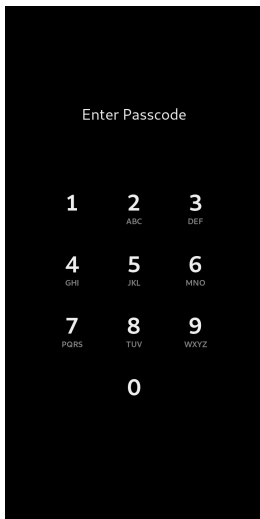 Enter Passcode
1 2 3
ABC DEF
4 5 6
GHI JKL MNO
7 8 9
PQRS TUV WXYZ
0